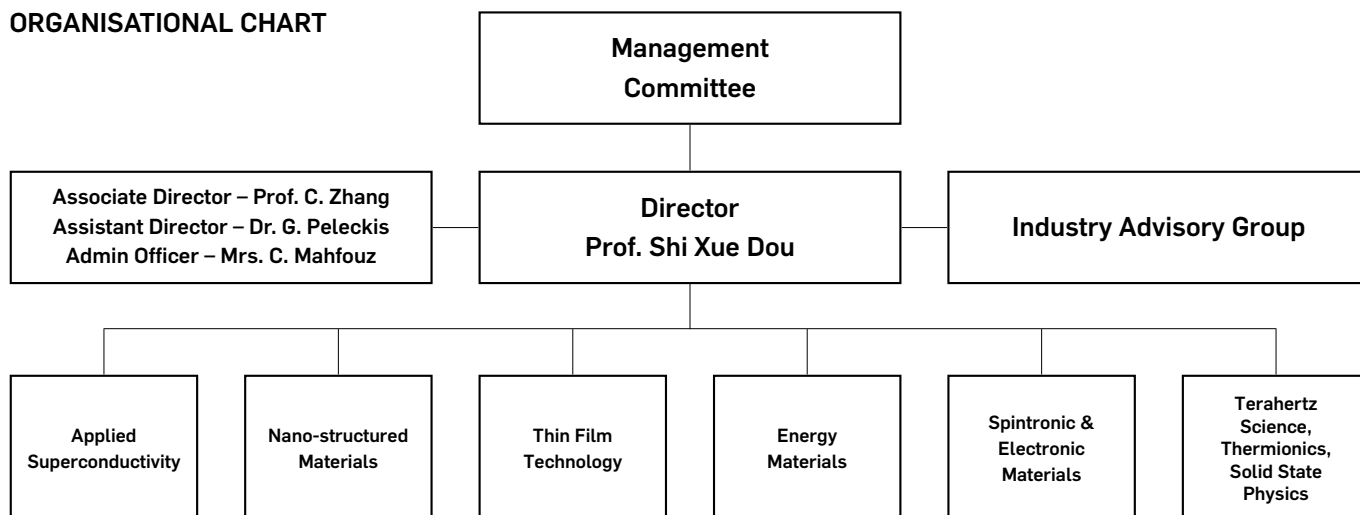 ORGANISATIONAL CHART
Management
Committee
Associate Director – Prof. C. Zhang
Assistant Director – Dr. G. Peleckis
Admin Officer – Mrs. C. Mahfouz
Director
Prof. Shi Xue Dou
Industry Advisory Group
Applied
Superconductivity
Nano-structured
Materials
Thin Film
Technology
Energy
Materials
Spintronic &
Electronic
Materials
Terahertz
Science,
Thermionics,
Solid State
Physics